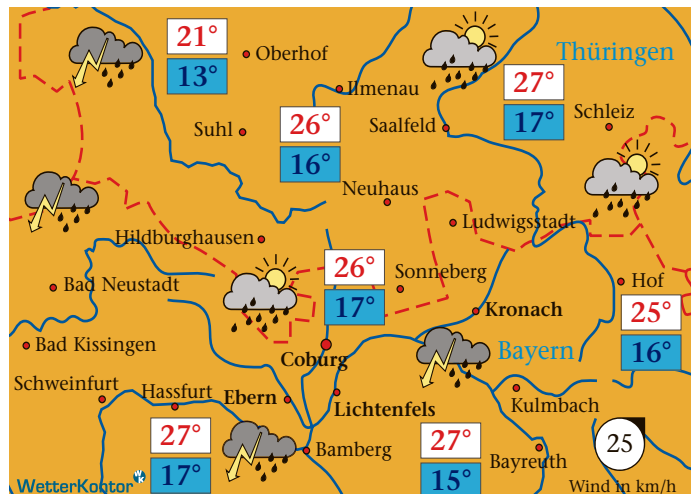 21°
Oberhof
13°
Thüringen
Ilmenau
27°
17°
Schleiz
Suhl
26°
16°
Saalfeld
Neuhaus
Ludwigsstadt
Hildburghausen
26°
17°
Sonneberg
Bad Neustadt
Hof
25°
16°
Kronach
Bad Kissingen
Coburg
Bayern
Schweinfurt
Hassfurt
Ebern
Lichtenfels
Kulmbach
27°
17°
Bamberg
27°
15°
Bayreuth
25
WetterKontor
WK
Wind in km/h